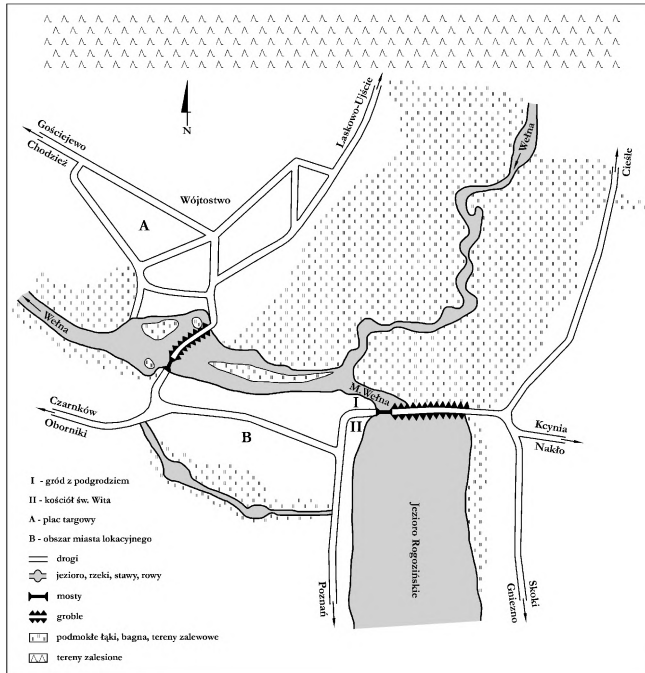 N
Gościejewo
Chodzież
Wójtostwo
Łaskowo-Ujście
Wełna
Cieśle
A
Wełna
M. Wełna
I
II
Czarnków
Oborniki
B
Kcynia
Nakło
Jezioro Rogozińskie
Poznań
Gniezno
Skoki
I - gród z podgrodziem
II - kościół św. Wita
A - plac targowy
B - obszar miasta lokacyjnego
drogi
jezioro, rzeki, stawy, rowy
mosty
groble
podmokłe łąki, bagna, tereny zalewowe
tereny zalesione